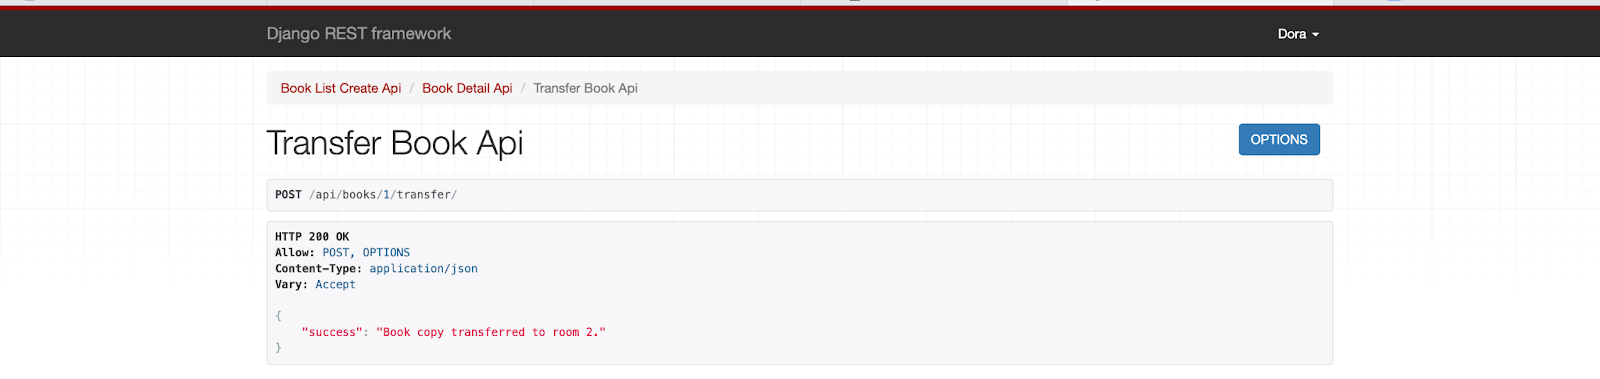 Django REST framework
Dora
Book List Create Api / Book Detail Api / Transfer Book Api
Transfer Book Api
OPTIONS
POST /api/books/1/transfer/
HTTP 200 OK
Allow: POST, OPTIONS
Content-Type: application/json
Vary: Accept
{
"success": "Book copy transferred to room 2."
}